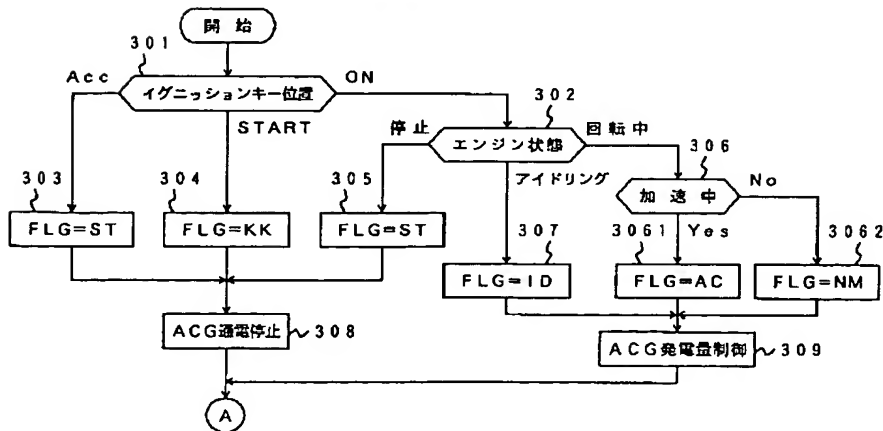 開始
301
Acc
ON
イグニッションキー位置
START
302
停止
回転中
エンジン状態
アイドリング
306
303
304
305
加速中
No
FLG=ST
FLG=KK
FLG=ST
307
3061
Yes
3062
FLG=ID
FLG=AC
FLG=NM
ACG通電停止
308
ACG発電量制御
309
A